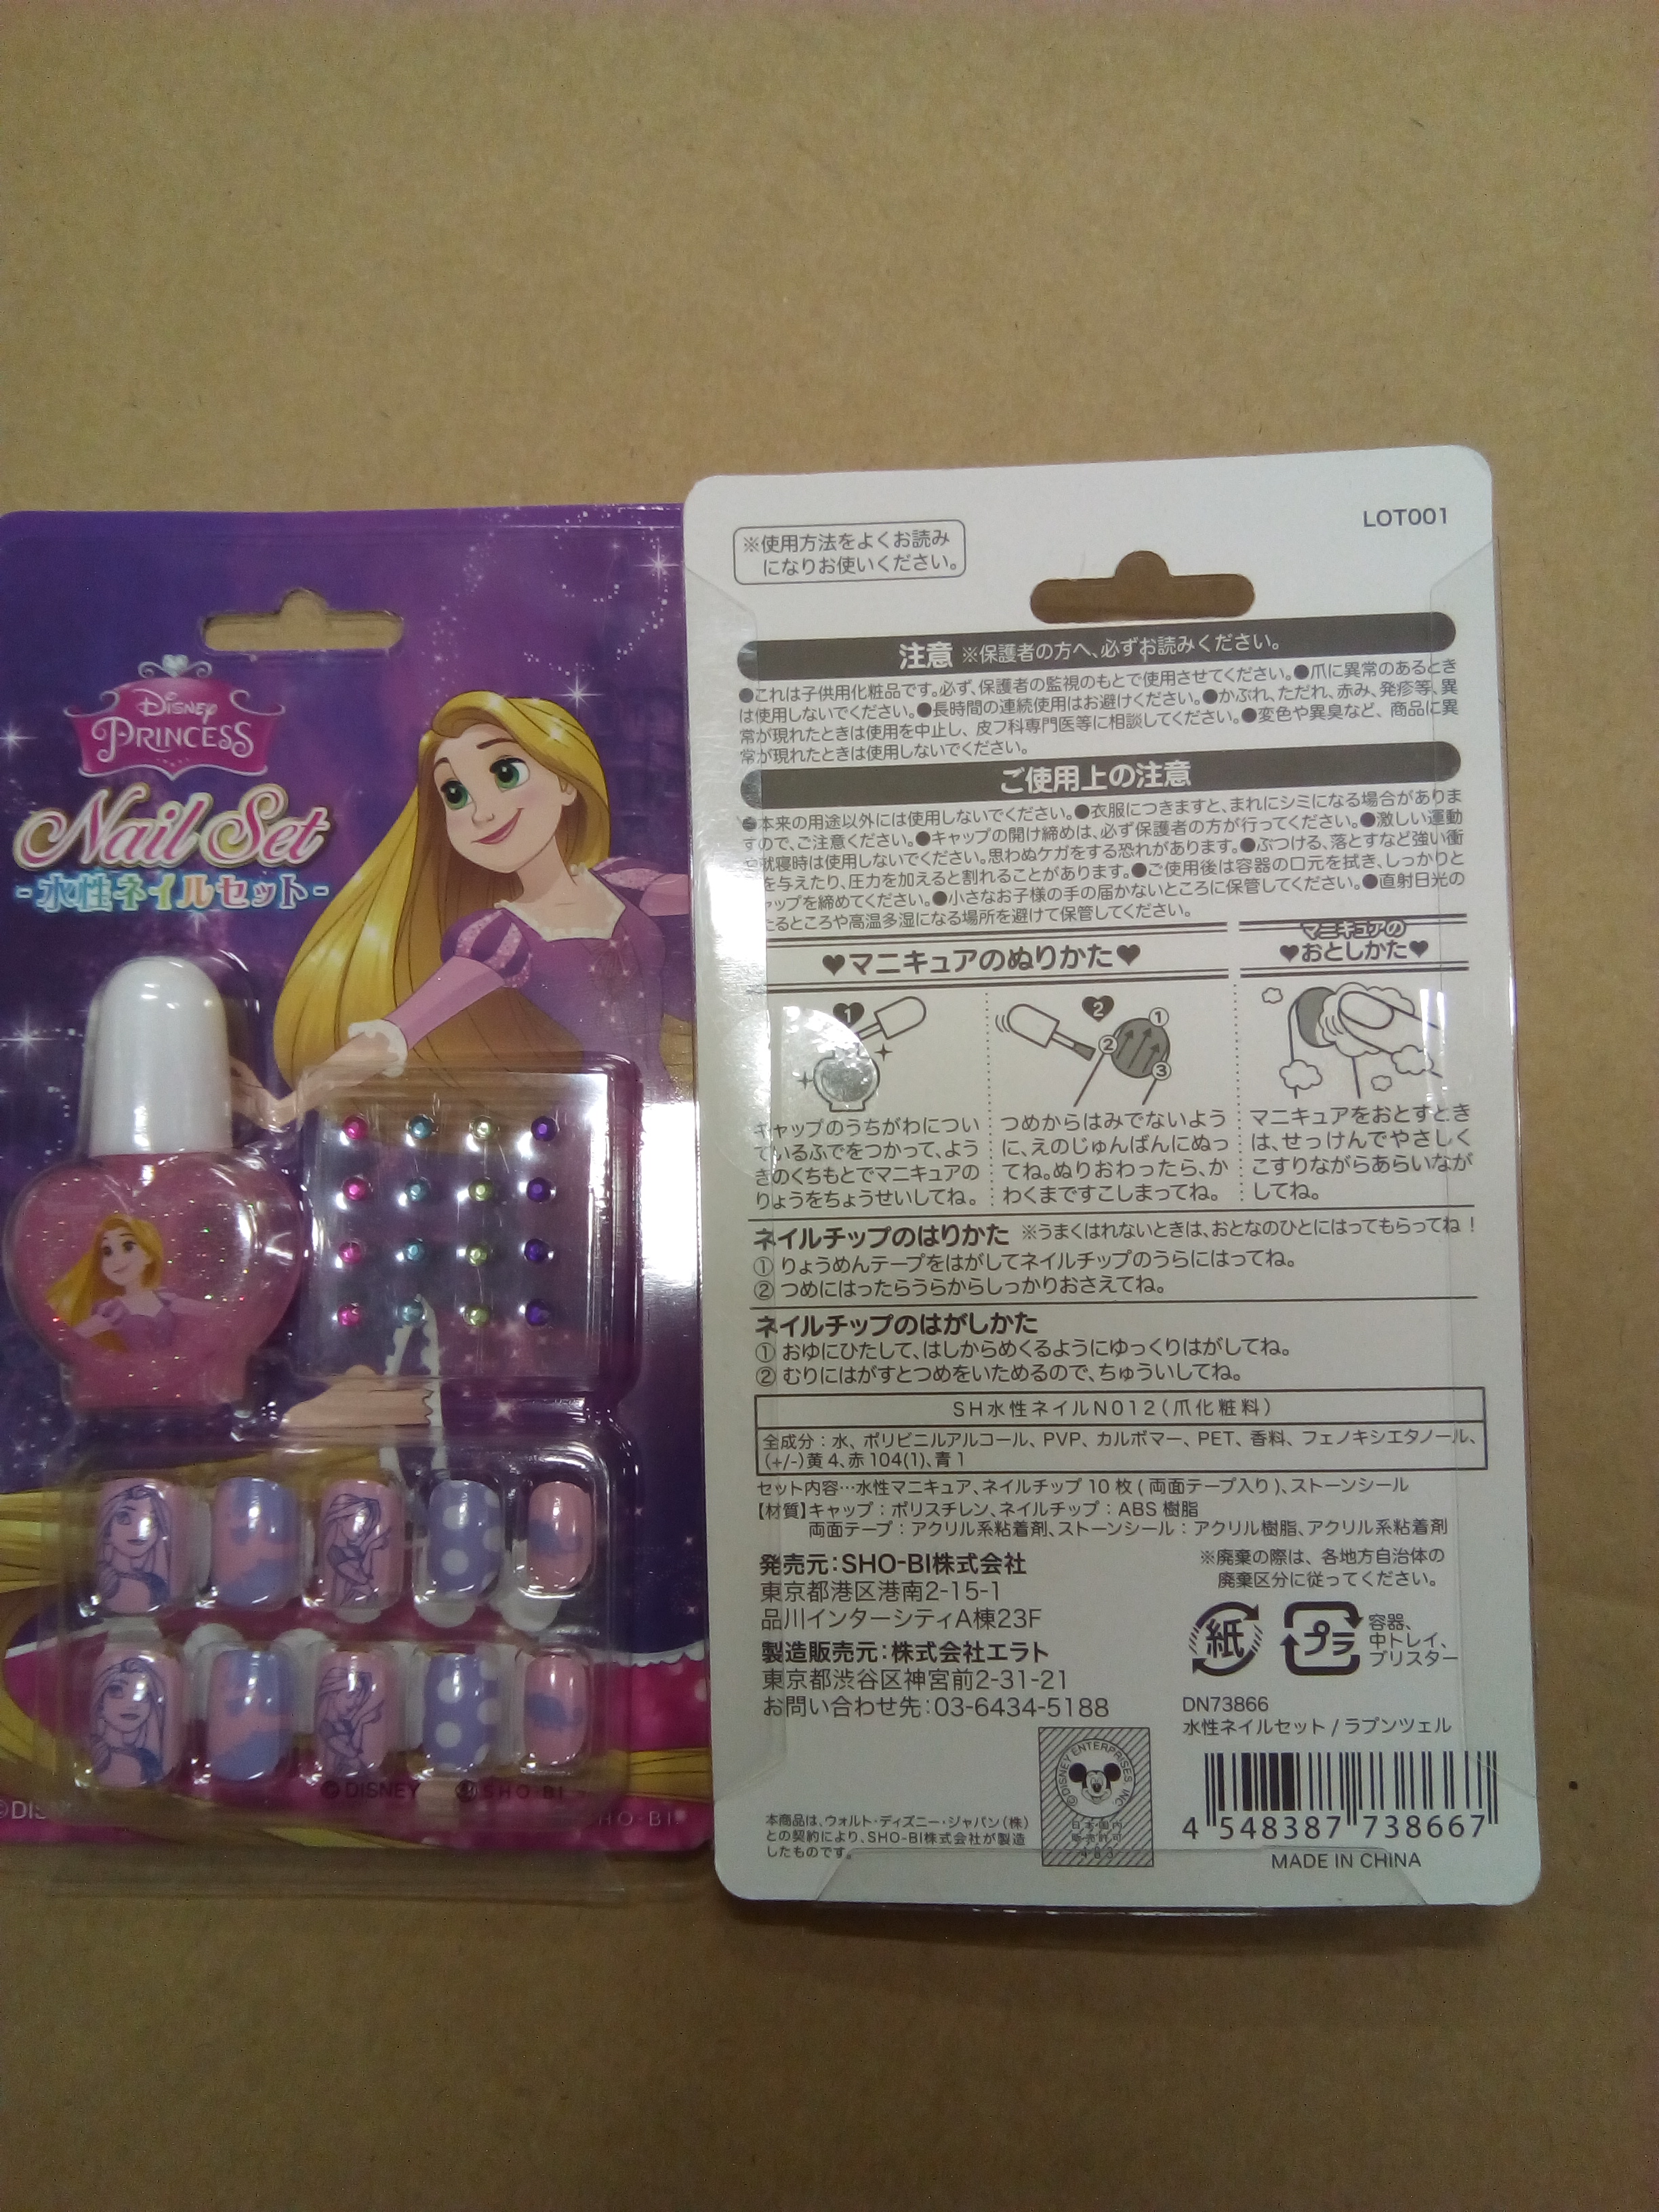 DISNEY
PRINCESS
Nail Set
-水性ネイルセット-
©DISNEY SHO-BI
©DIS
HO-BI
LOT001
※使用方法をよくお読み
になりお使いください。
注意 ※保護者の方へ、必ずお読みください。
●これは子供用化粧品です。必ず、保護者の監視のもとで使用させてください。●爪に異常のあるとき
は使用しないでください。●長時間の連続使用はお避けください。●かぶれ、ただれ、赤み、発疹等、異
常が現れたときは使用を中止し、皮フ科専門医等に相談してください。●変色や異臭など、商品に異
常が現れたときは使用しないでください。
ご使用上の注意
●本来の用途以外には使用しないでください。●衣服につきますと、まれにシミになる場合がありま
すので、ご注意ください。●キャップの開け締めは、必ず保護者の方が行ってください。●激しい運動
就寝時は使用しないでください。思わぬケガをする恐れがあります。●ぶつける、落とすなど強い衝
を与えたり、圧力を加えると割れることがあります。●ご使用後は容器の口元を拭き、しっかりと
ャップを締めてください。●小さなお子様の手の届かないところに保管してください。●直射日光の
たるところや高温多湿になる場所を避けて保管してください。
♥マニキュアのぬりかた♥
1
キャップのうちがわについ
ているふでをつかって、よう
きのくちもとでマニキュアの
りょうをちょうせいしてね。
2
① ② ③
つめからはみでないよう
に、えのじゅんばんにぬっ
てね。ぬりおわったら、か
わくまですこしまってね。
マニキュアの
♥おとしかた♥
マニキュアをおとすとき
は、せっけんでやさしく
こすりながらあらいなが
してね。
ネイルチップのはりかた ※うまくはれないときは、おとなのひとにはってもらってね！
① りょうめんテープをはがしてネイルチップのうらにはってね。
② つめにはったらうらからしっかりおさえてね。
ネイルチップのはがしかた
① おゆにひたして、はしからめくるようにゆっくりはがしてね。
② むりにはがすとつめをいためるので、ちゅういしてね。
SH水性ネイルN012(爪化粧料)
全成分：水、ポリビニルアルコール、PVP、カルボマー、PET、香料、フェノキシエタノール、
(+/-)黄4、赤104(1)、青1
セット内容…水性マニキュア、ネイルチップ10枚(両面テープ入り)、ストーンシール
【材質】キャップ：ポリスチレン、ネイルチップ：ABS樹脂
両面テープ：アクリル系粘着剤、ストーンシール：アクリル樹脂、アクリル系粘着剤
発売元：SHO-BI株式会社
東京都港区港南2-15-1
品川インターシティA棟23F
製造販売元：株式会社エラト
東京都渋谷区神宮前2-31-21
お問い合わせ先：03-6434-5188
※廃棄の際は、各地方自治体の
廃棄区分に従ってください。
紙
プラ
容器、
中トレイ、
ブリスター
DN73866
水性ネイルセット/ラプンツェル
本商品は、ウォルト・ディズニー・ジャパン(株)
との契約により、SHO-BI株式会社が製造
したものです。
©DISNEY ENTERPRISES, INC
日本国内
販売許可
4 548387 738667
MADE IN CHINA